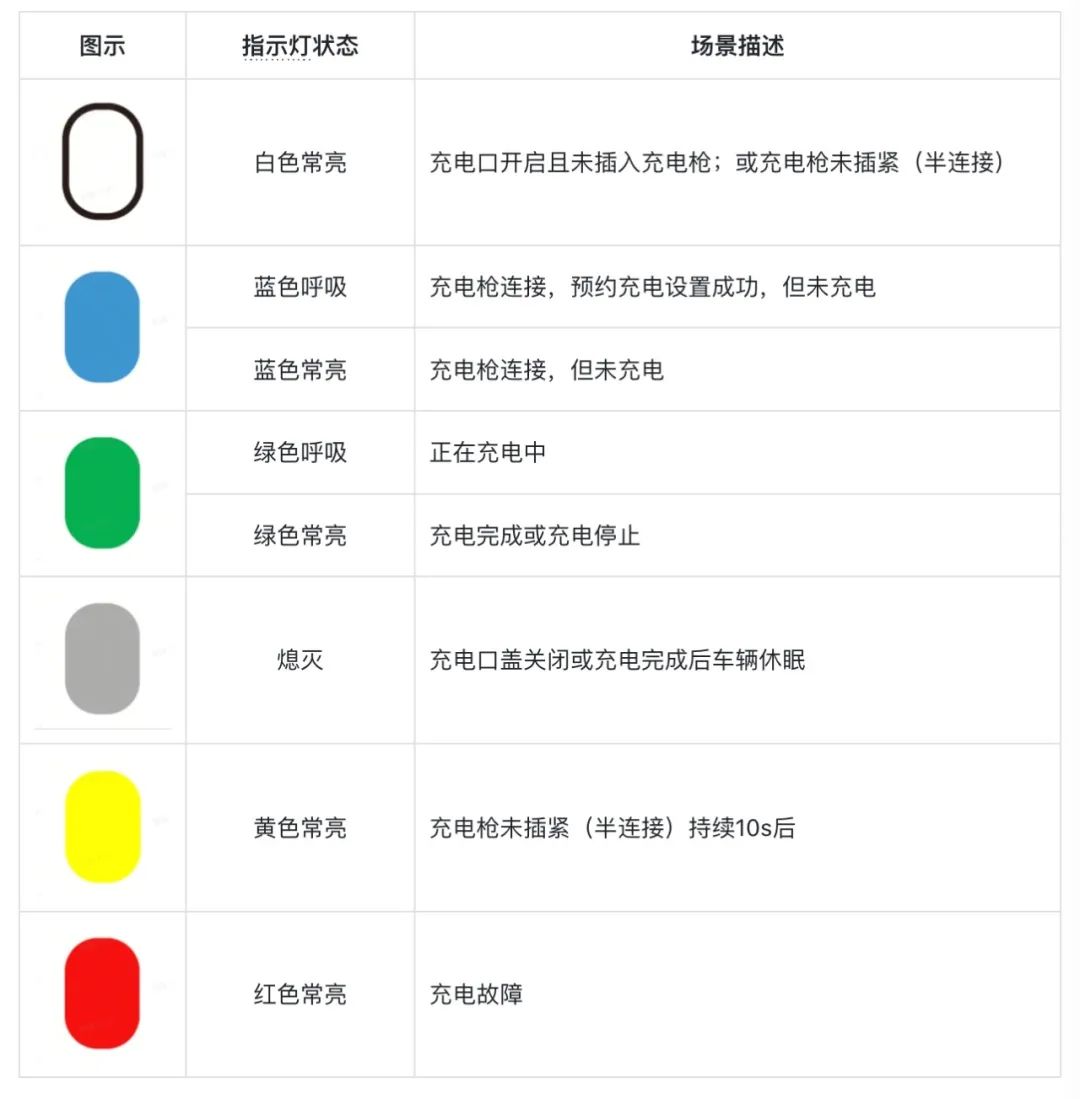 图示 指示灯状态 场景描述
白色常亮 充电口开启且未插入充电枪；或充电枪未插紧（半连接）
蓝色呼吸 充电枪连接，预约充电设置成功，但未充电
蓝色常亮 充电枪连接，但未充电
绿色呼吸 正在充电中
绿色常亮 充电完成或充电停止
熄灭 充电口盖关闭或充电完成后车辆休眠
黄色常亮 充电枪未插紧（半连接）持续10s后
红色常亮 充电故障